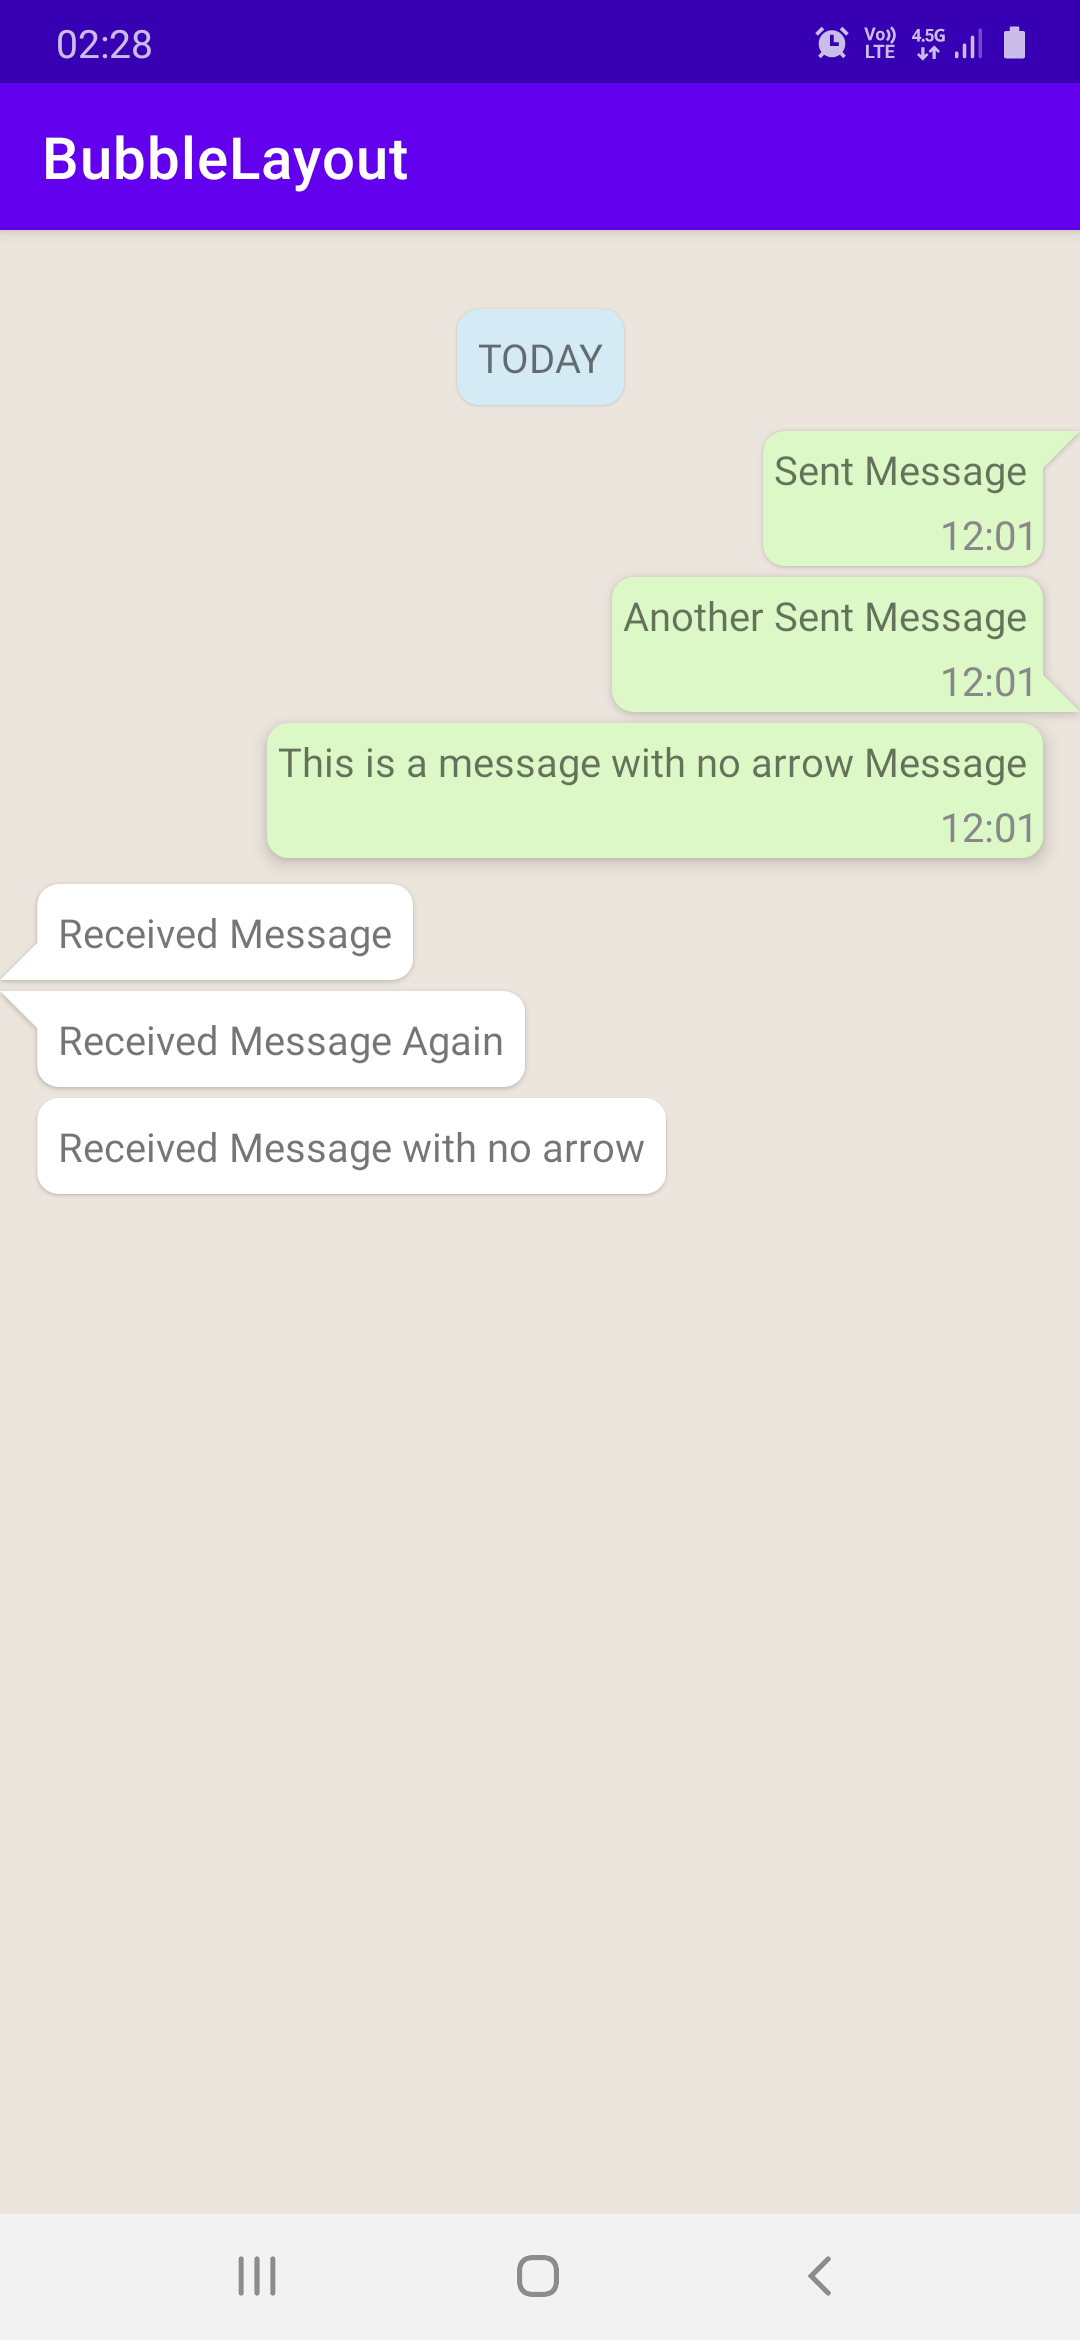 02:28
Vo)) LTE 4.5G
BubbleLayout
TODAY
Sent Message
12:01
Another Sent Message
12:01
This is a message with no arrow Message
12:01
Received Message
Received Message Again
Received Message with no arrow